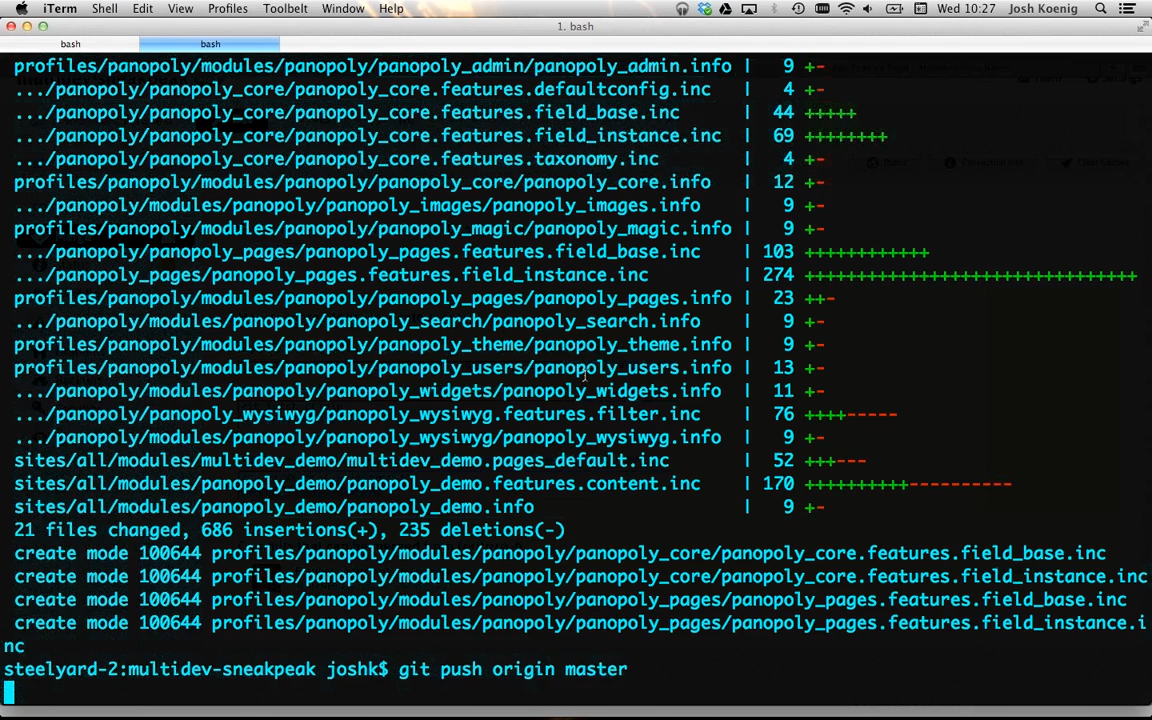 iTerm Shell Edit View Profiles Toolbelt Window Help Wed 10:27 Josh Koenig
1. bash
bash bash
profiles/panopoly/modules/panopoly/panopoly_admin/panopoly_admin.info | 9 +-
.../panopoly/panopoly_core/panopoly_core.features.defaultconfig.inc | 4 +-
.../panopoly/panopoly_core/panopoly_core.features.field_base.inc | 44 +++++
.../panopoly_core/panopoly_core.features.field_instance.inc | 69 ++++++++
.../panopoly/panopoly_core/panopoly_core.features.taxonomy.inc | 4 +-
profiles/panopoly/modules/panopoly/panopoly_core/panopoly_core.info | 12 +-
.../panopoly/modules/panopoly/panopoly_images/panopoly_images.info | 9 +-
profiles/panopoly/modules/panopoly/panopoly_magic/panopoly_magic.info | 9 +-
.../panopoly/panopoly_pages/panopoly_pages.features.field_base.inc | 103 ++++++++++++
.../panopoly_pages/panopoly_pages.features.field_instance.inc | 274 ++++++++++++++++++++++++++++++++
profiles/panopoly/modules/panopoly/panopoly_pages/panopoly_pages.info | 23 ++-
.../panopoly/modules/panopoly/panopoly_search/panopoly_search.info | 9 +-
profiles/panopoly/modules/panopoly/panopoly_theme/panopoly_theme.info | 9 +-
profiles/panopoly/modules/panopoly/panopoly_users/panopoly_users.info | 13 +-
.../panopoly/modules/panopoly/panopoly_widgets/panopoly_widgets.info | 11 +-
.../panopoly/panopoly_wysiwyg/panopoly_wysiwyg.features.filter.inc | 76 ++++-----
.../panopoly/modules/panopoly/panopoly_wysiwyg/panopoly_wysiwyg.info | 9 +-
sites/all/modules/multidev_demo/multidev_demo.pages_default.inc | 52 +++---
sites/all/modules/panopoly_demo/panopoly_demo.features.content.inc | 170 ++++++++++----------
sites/all/modules/panopoly_demo/panopoly_demo.info | 9 +-
21 files changed, 686 insertions(+), 235 deletions(-)
create mode 100644 profiles/panopoly/modules/panopoly/panopoly_core/panopoly_core.features.field_base.inc
create mode 100644 profiles/panopoly/modules/panopoly/panopoly_core/panopoly_core.features.field_instance.inc
create mode 100644 profiles/panopoly/modules/panopoly/panopoly_pages/panopoly_pages.features.field_base.inc
create mode 100644 profiles/panopoly/modules/panopoly/panopoly_pages/panopoly_pages.features.field_instance.i
nc
steelyard-2:multidev-sneakpeak joshk$ git push origin master